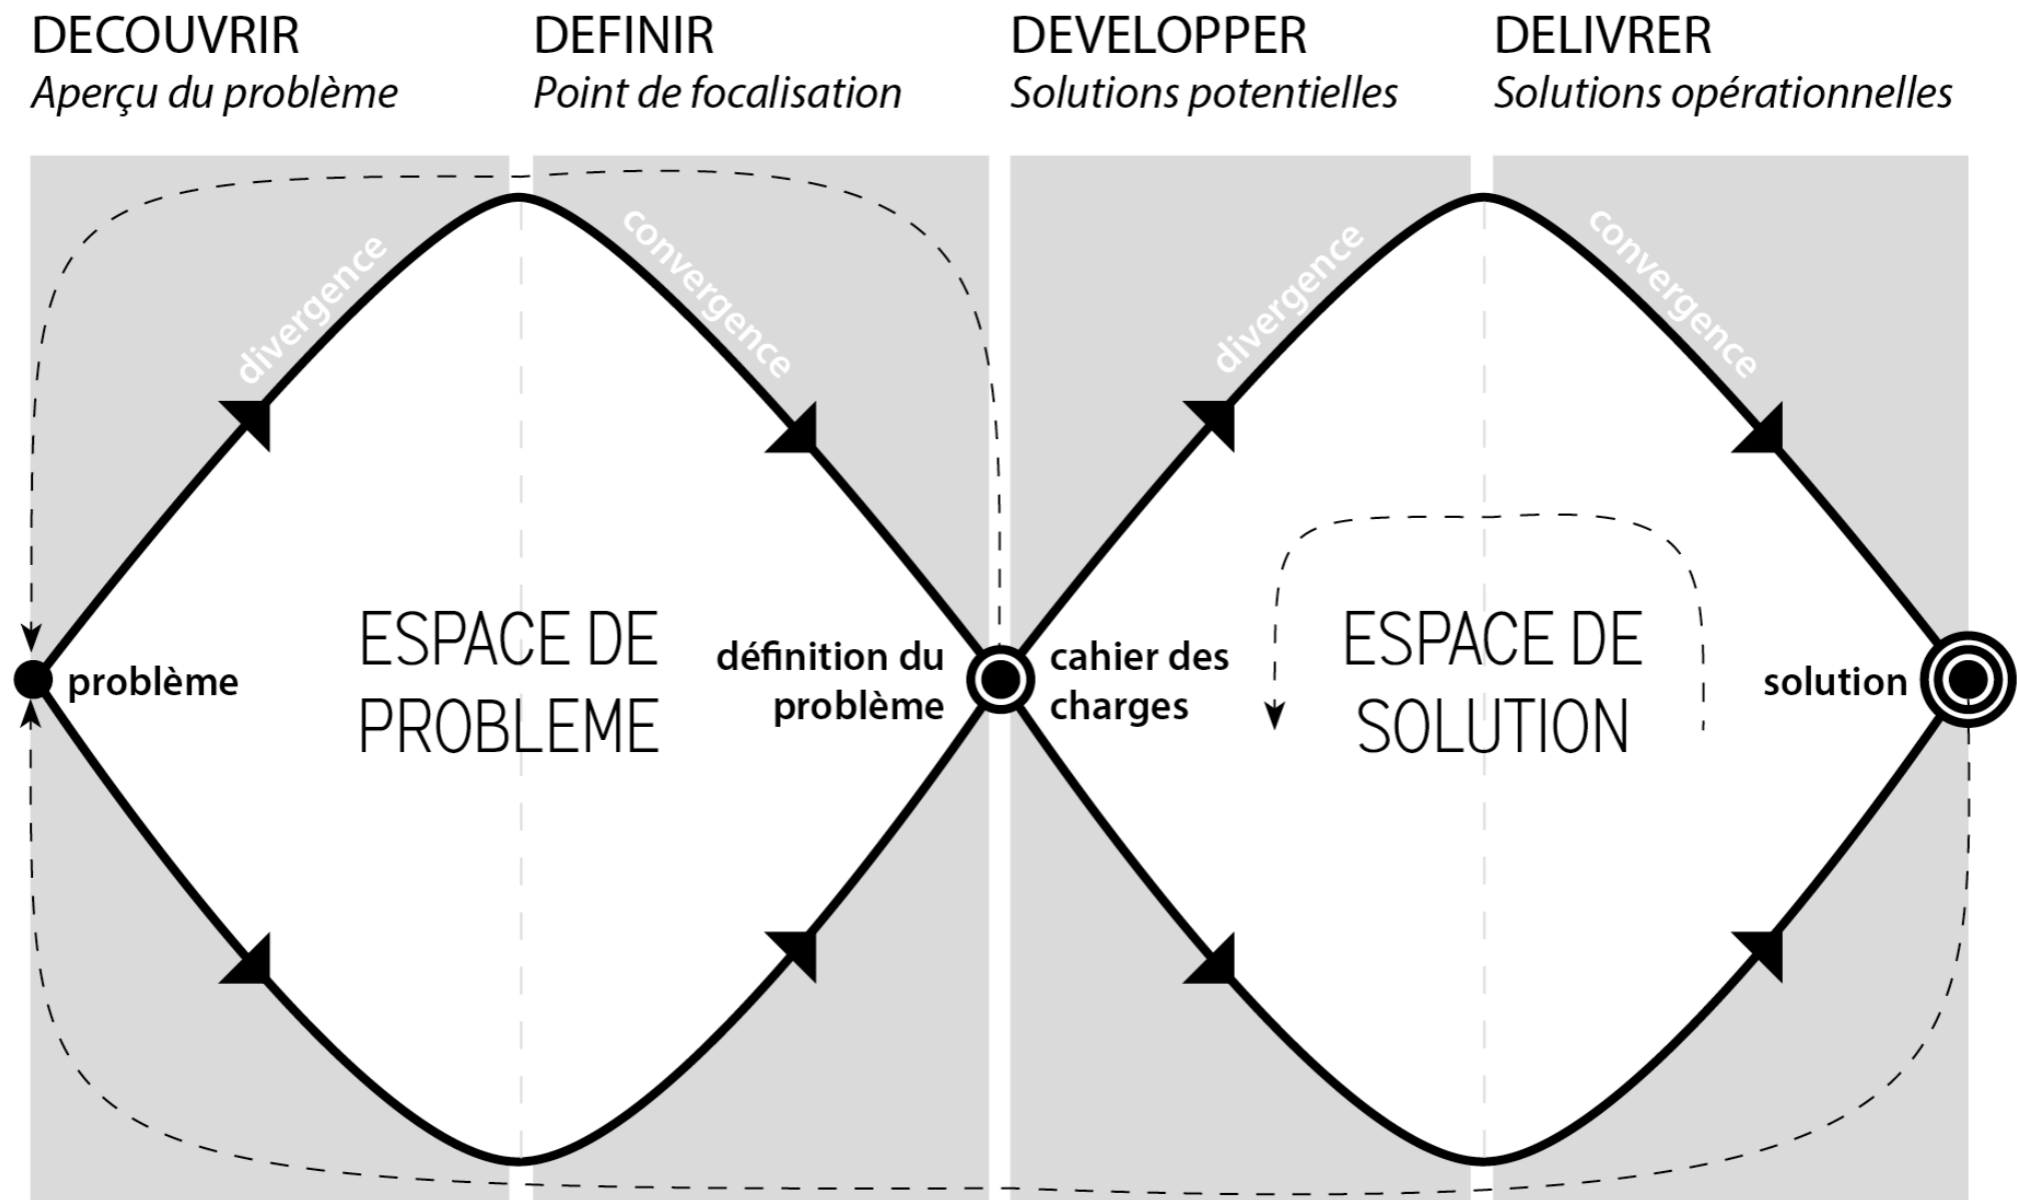 DECOUVRIR
Aperçu du problème
DEFINIR
Point de focalisation
DEVELOPPER
Solutions potentielles
DELIVRER
Solutions opérationnelles
divergence
convergence
divergence
convergence
problème
ESPACE DE
PROBLEME
définition du
problème
cahier des
charges
ESPACE DE
SOLUTION
solution